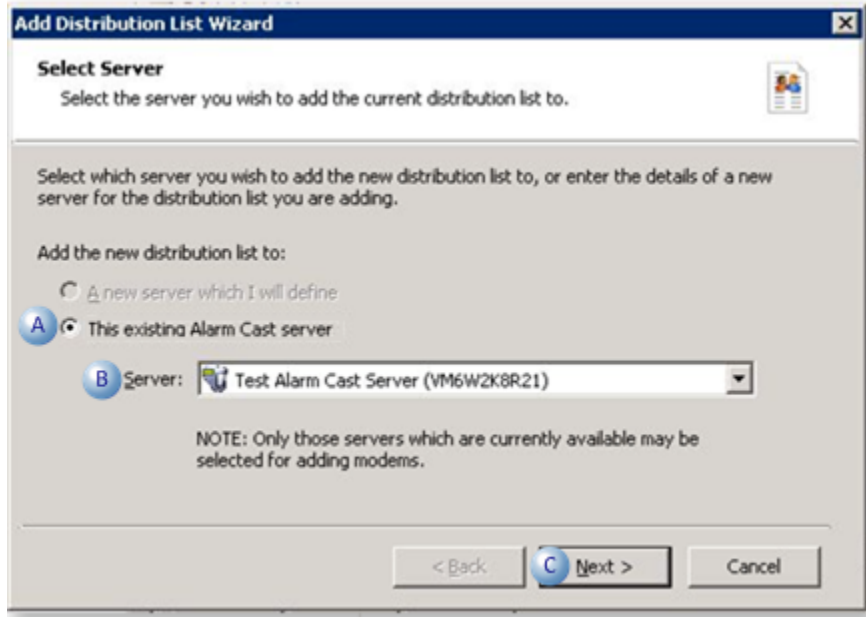 Add Distribution List Wizard
Select Server
Select the server you wish to add the current distribution list to.
Select which server you wish to add the new distribution list to, or enter the details of a new
server for the distribution list you are adding.
Add the new distribution list to:
A new server which I will define
A This existing Alarm Cast server
B Server: Test Alarm Cast Server (VM6W2K8R21)
NOTE: Only those servers which are currently available may be
selected for adding modems.
< Back C Next > Cancel